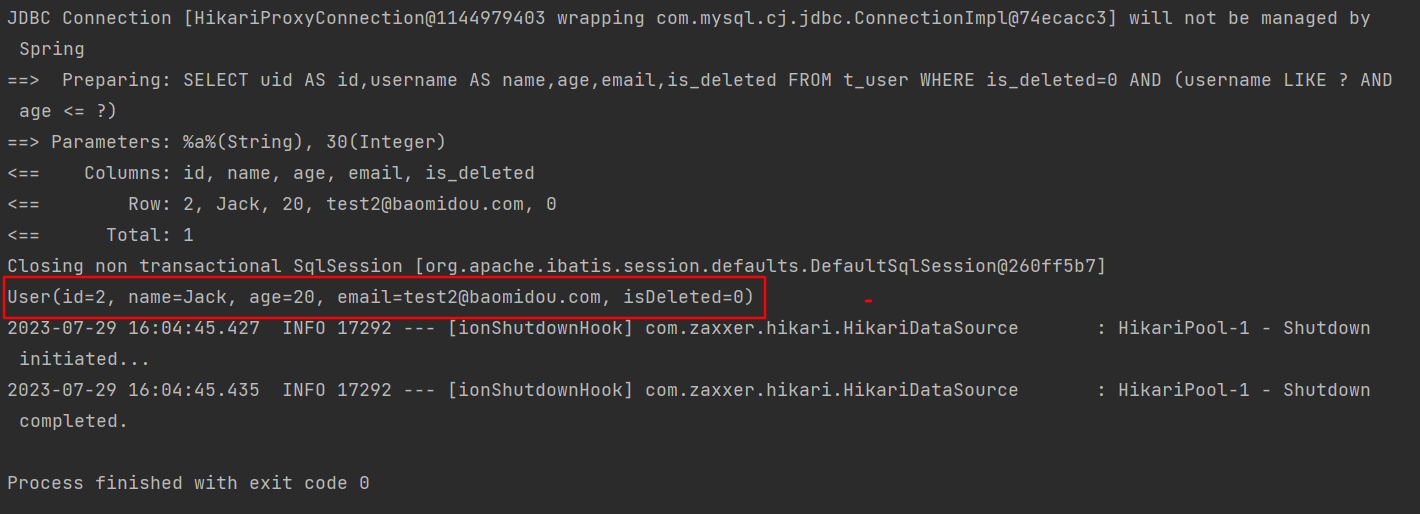 JDBC Connection [HikariProxyConnection@1144979403 wrapping com.mysql.cj.jdbc.ConnectionImpl@74ecacc3] will not be managed by
Spring
==>  Preparing: SELECT uid AS id,username AS name,age,email,is_deleted FROM t_user WHERE is_deleted=0 AND (username LIKE ? AND
age <= ?)
==> Parameters: %a%(String), 30(Integer)
<==    Columns: id, name, age, email, is_deleted
<==        Row: 2, Jack, 20, test2@baomidou.com, 0
<==      Total: 1
Closing non transactional SqlSession [org.apache.ibatis.session.defaults.DefaultSqlSession@260ff5b7]
User(id=2, name=Jack, age=20, email=test2@baomidou.com, isDeleted=0)
2023-07-29 16:04:45.427  INFO 17292 --- [ionShutdownHook] com.zaxxer.hikari.HikariDataSource       : HikariPool-1 - Shutdown
initiated...
2023-07-29 16:04:45.435  INFO 17292 --- [ionShutdownHook] com.zaxxer.hikari.HikariDataSource       : HikariPool-1 - Shutdown
completed.
Process finished with exit code 0